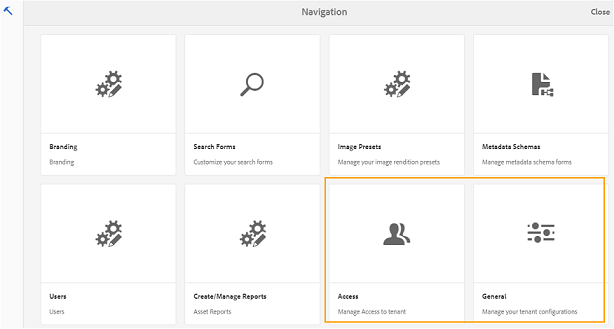 Navigation
Close
Branding
Branding
Search Forms
Customize your search forms
Image Presets
Manage your image rendition presets
Metadata Schemas
Manage metadata schema forms
Users
Users
Create/Manage Reports
Asset Reports
Access
Manage Access to tenant
General
Manage your tenant configurations